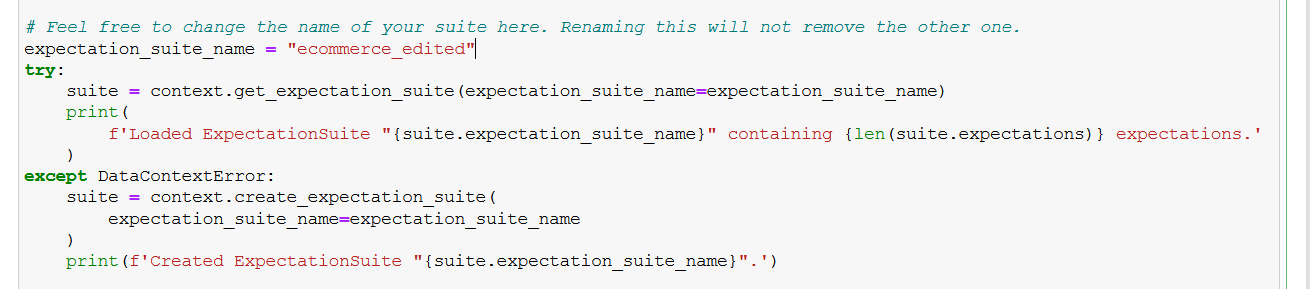 # Feel free to change the name of your suite here. Renaming this will not remove the other one.
expectation_suite_name = "ecommerce_edited"
try:
    suite = context.get_expectation_suite(expectation_suite_name=expectation_suite_name)
    print(
        f'Loaded ExpectationSuite "{suite.expectation_suite_name}" containing {len(suite.expectations)} expectations.'
    )
except DataContextError:
    suite = context.create_expectation_suite(
        expectation_suite_name=expectation_suite_name
    )
    print(f'Created ExpectationSuite "{suite.expectation_suite_name}".')